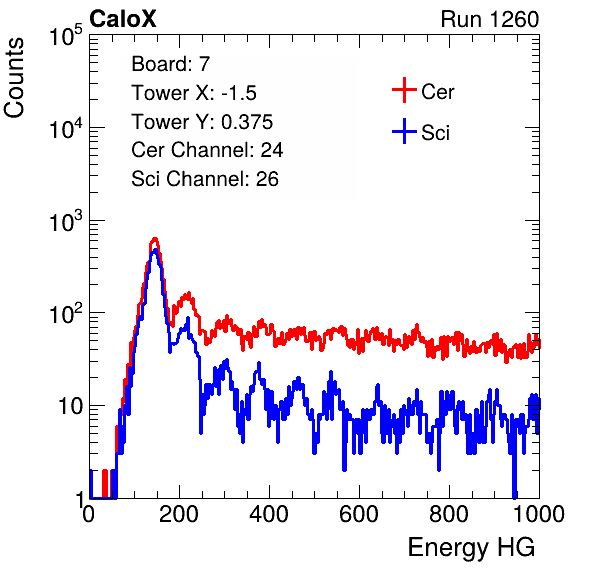 CaloX Run 1260
Counts
10^5
10^4
10^3
10^2
10
1
Board: 7
Tower X: -1.5
Tower Y: 0.375
Cer Channel: 24
Sci Channel: 26
Cer
Sci
0 200 400 600 800 1000
Energy HG